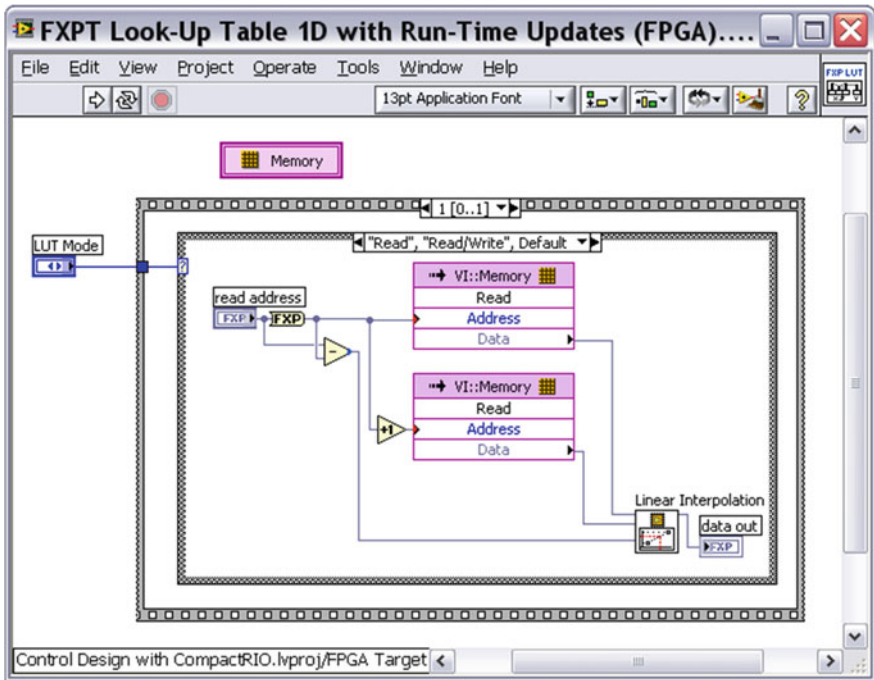 FXPT Look-Up Table 1D with Run-Time Updates (FPGA)....
File Edit View Project Operate Tools Window Help
FXP LUT
13pt Application Font
?
Memory
1 [0..1]
LUT Mode
"Read", "Read/Write", Default
?
read address
FXP
FXP
VI::Memory
Read
Address
Data
-
VI::Memory
Read
+1
Address
Data
Linear Interpolation
data out
FXP
Control Design with CompactRIO.lvproj/FPGA Target